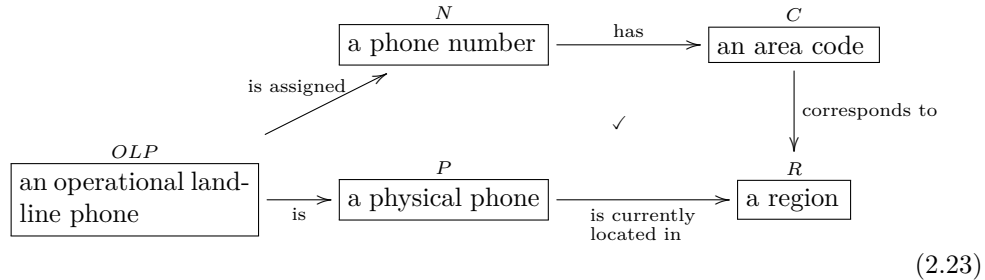 N
a phone number
has
C
an area code
is assigned
corresponds to
✓
OLP
an operational land-
line phone
is
P
a physical phone
is currently
located in
R
a region
(2.23)